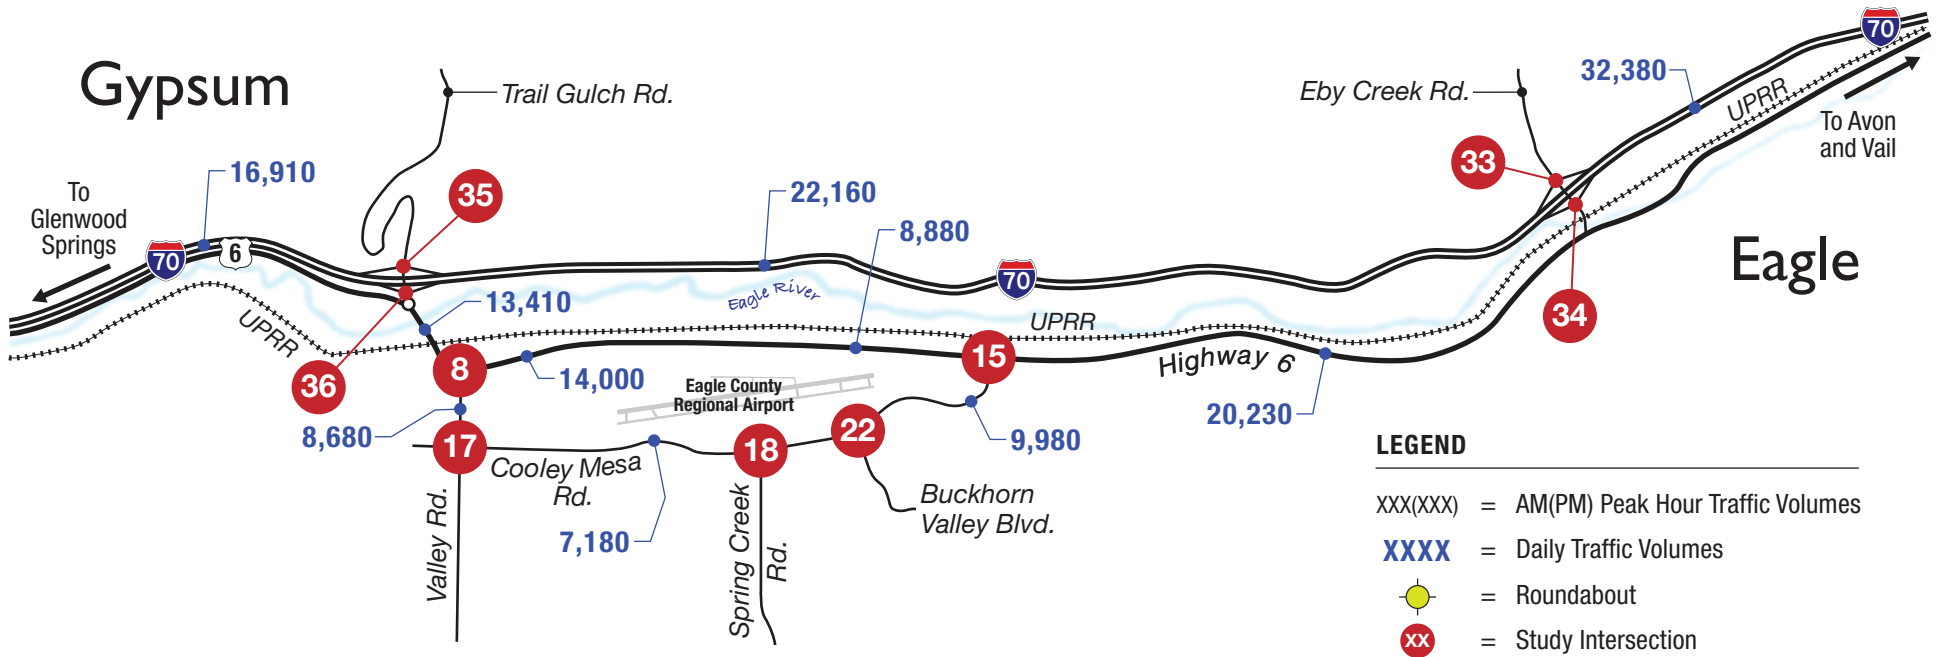 Gypsum
Trail Gulch Rd.
Eby Creek Rd.
32,380
70
UPRR
To Avon
and Vail
16,910
35
33
To
Glenwood
Springs
22,160
8,880
70
6
70
Eagle
13,410
Eagle River
34
UPRR
UPRR
36
8
14,000
15
Highway 6
Eagle County
Regional Airport
20,230
8,680
17
18
22
9,980
Cooley Mesa
Rd.
7,180
Valley Rd.
Spring Creek
Rd.
Buckhorn
Valley Blvd.
LEGEND
XXX(XXX) = AM(PM) Peak Hour Traffic Volumes
XXXX = Daily Traffic Volumes
= Roundabout
XX = Study Intersection